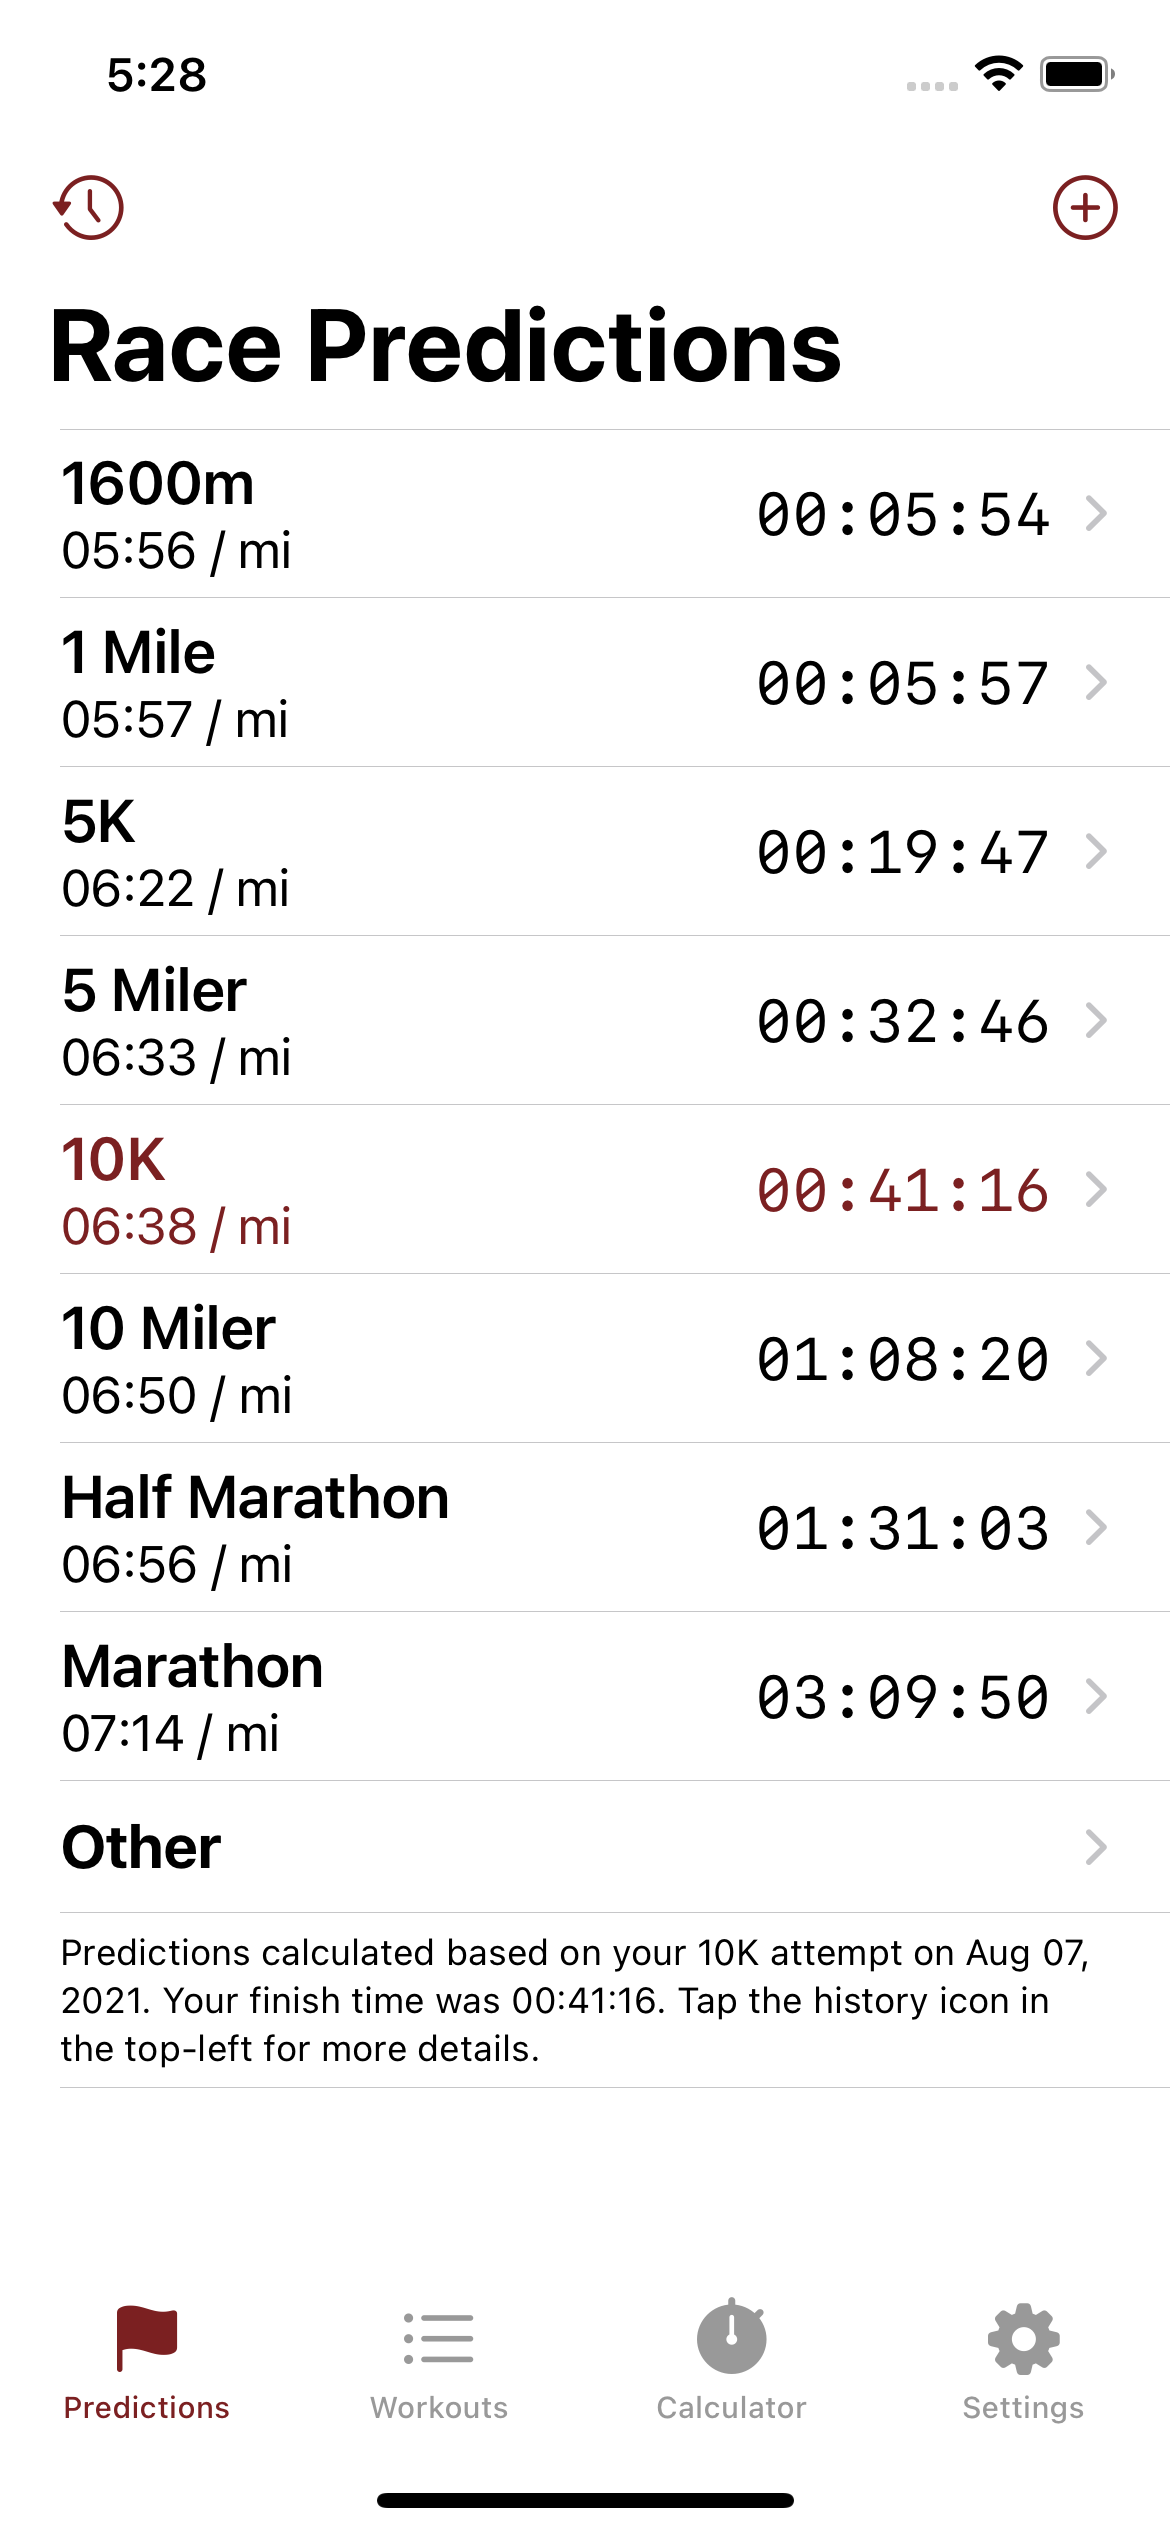 5:28
Race Predictions
1600m
05:56 / mi
00:05:54
1 Mile
05:57 / mi
00:05:57
5K
06:22 / mi
00:19:47
5 Miler
06:33 / mi
00:32:46
10K
06:38 / mi
00:41:16
10 Miler
06:50 / mi
01:08:20
Half Marathon
06:56 / mi
01:31:03
Marathon
07:14 / mi
03:09:50
Other
Predictions calculated based on your 10K attempt on Aug 07,
2021. Your finish time was 00:41:16. Tap the history icon in
the top-left for more details.
Predictions
Workouts
Calculator
Settings